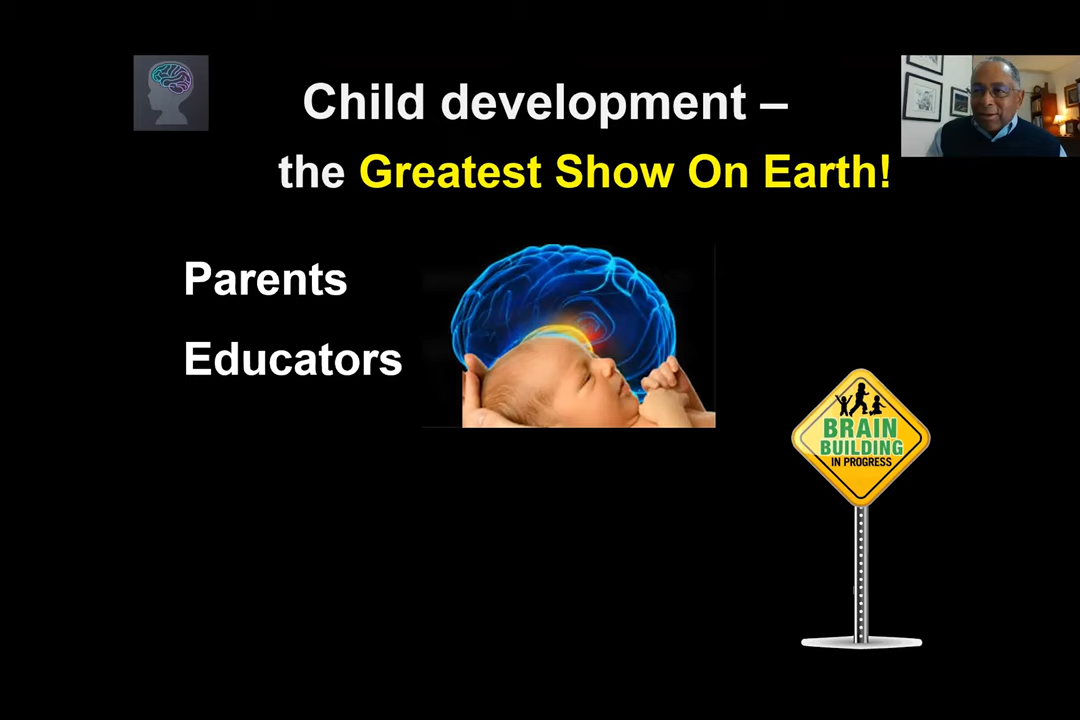 Child development –
the Greatest Show On Earth!
Parents
Educators
BRAIN
BUILDING
IN PROGRESS